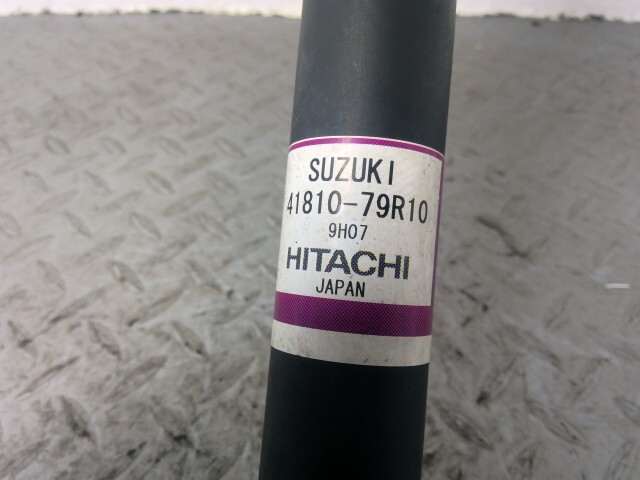 SUZUKI
41810-79R10
9H07
HITACHI
JAPAN